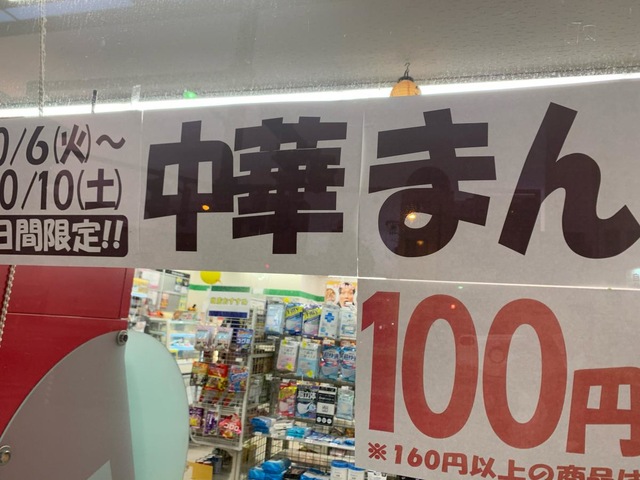 0/6(火)～
0/10(土)
日間限定!!
中華まん
100円
※160円以上の商品は